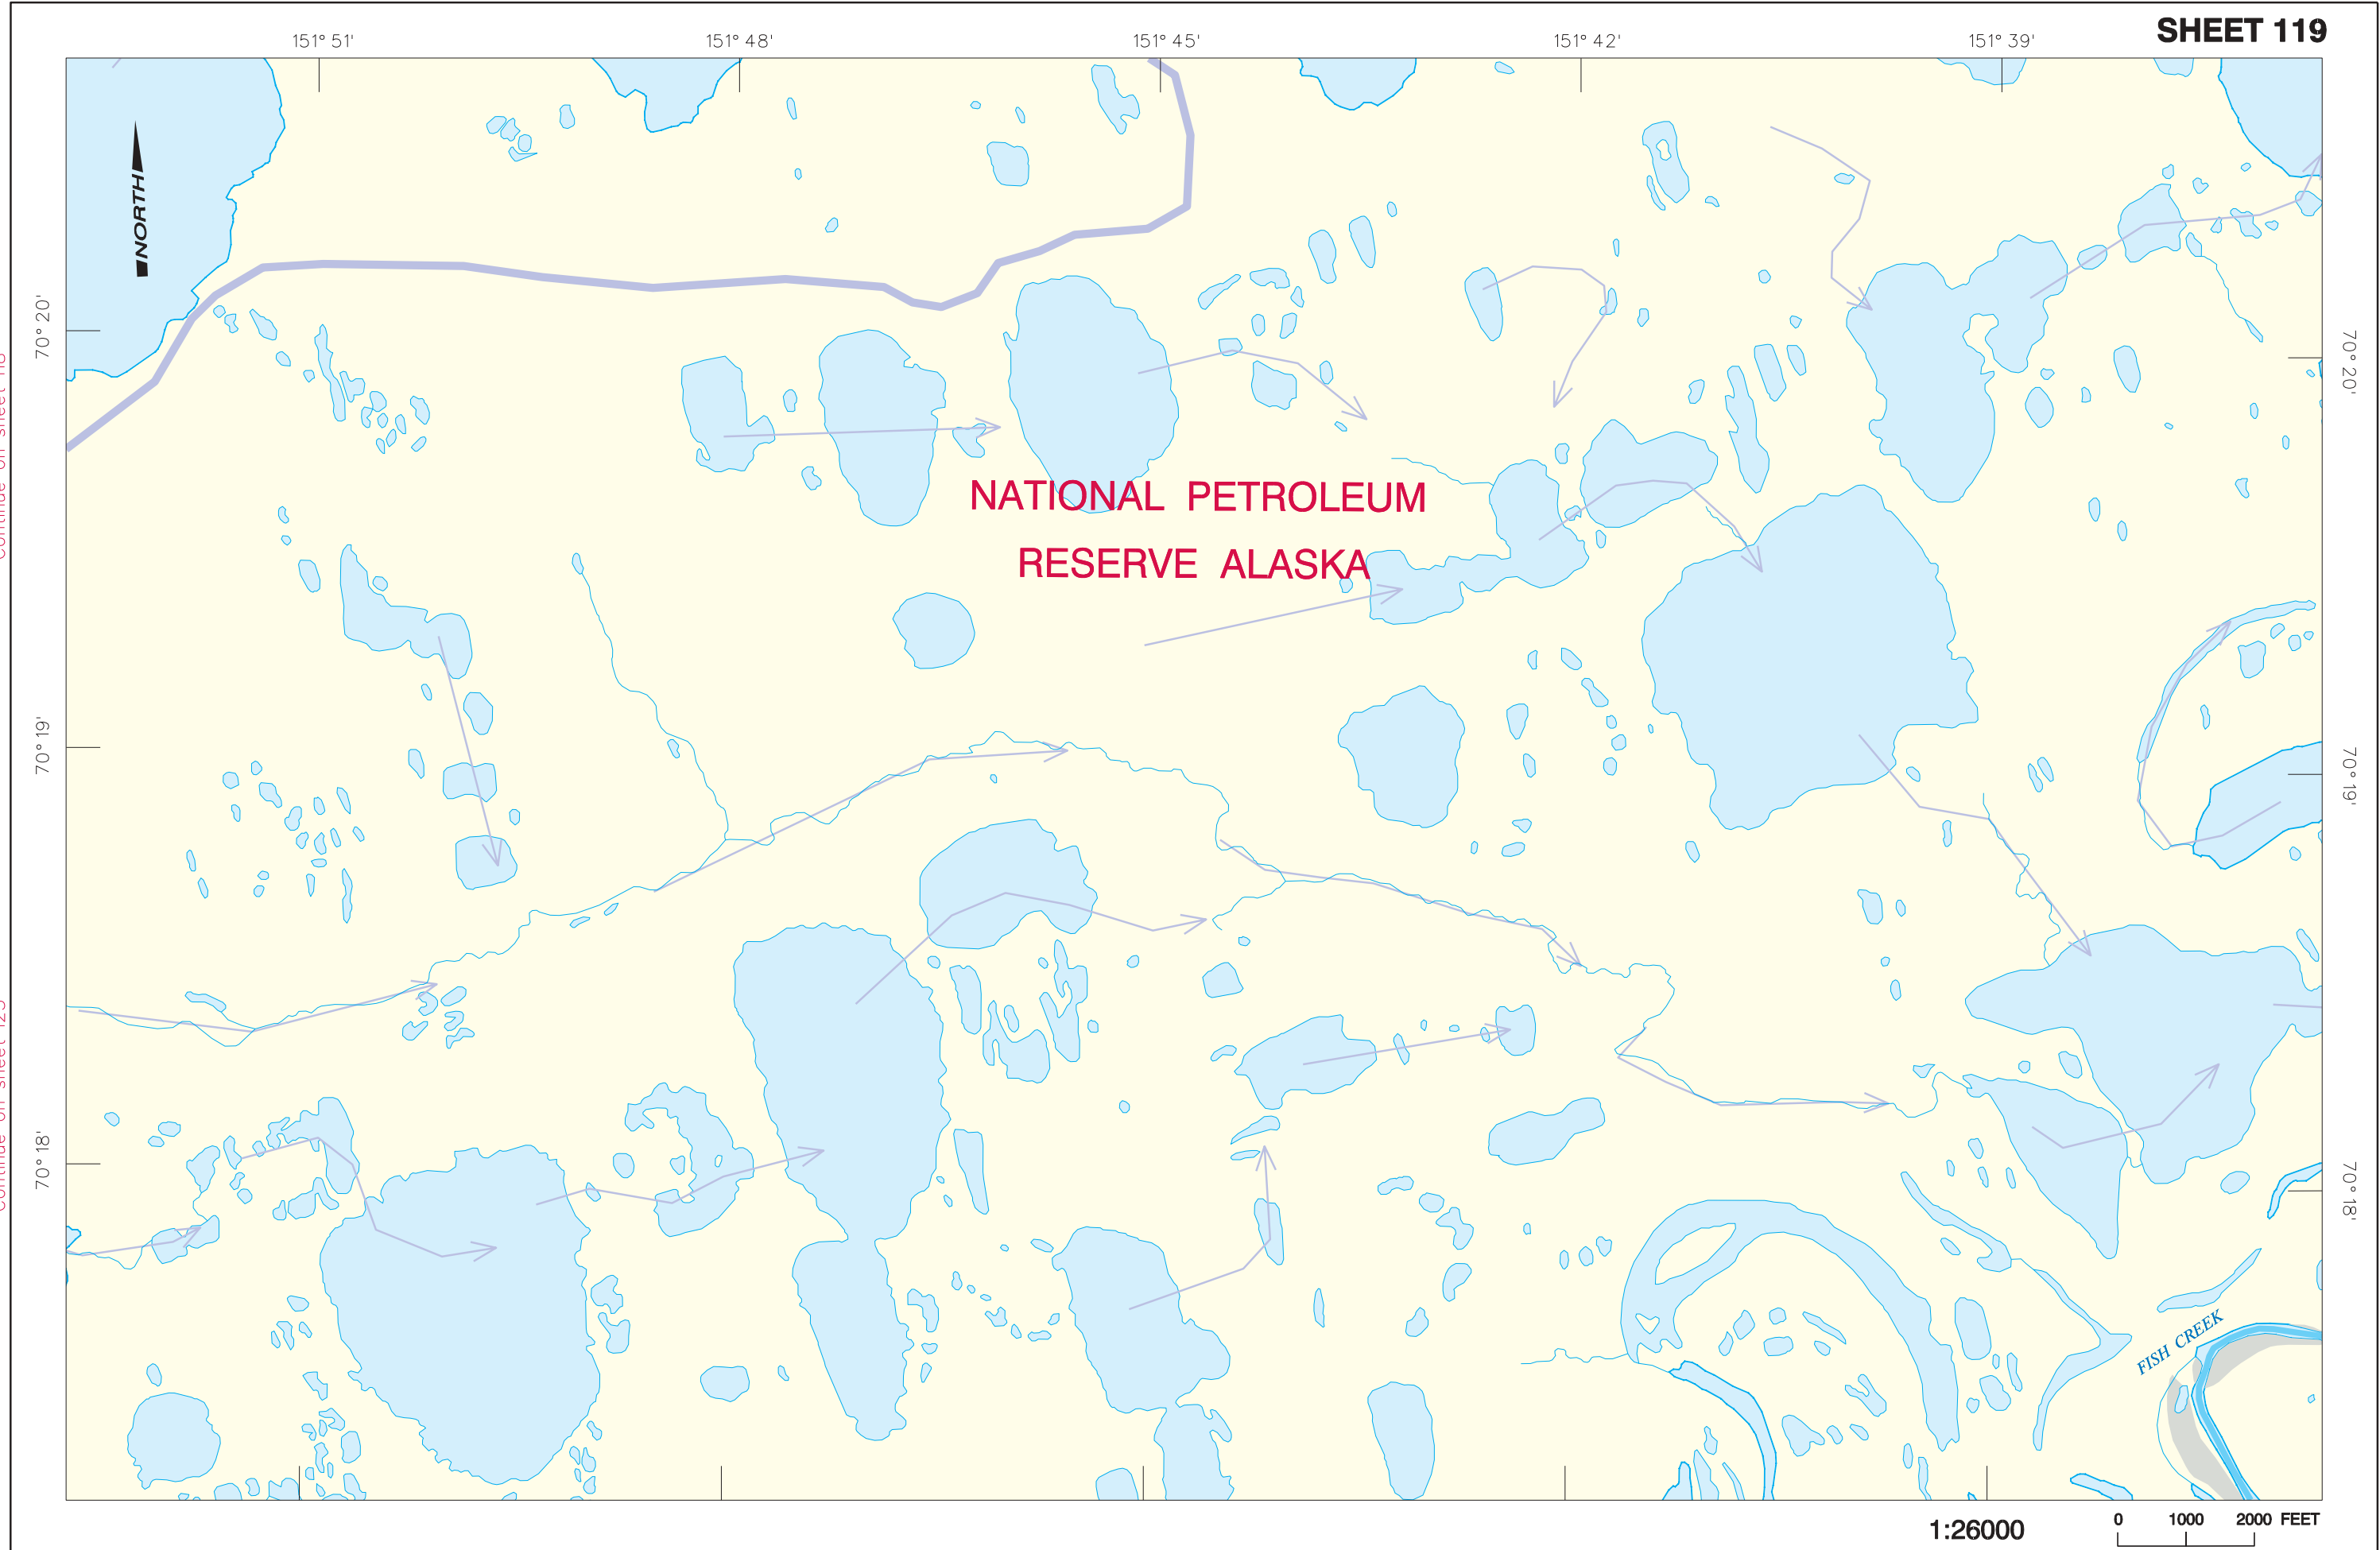 SHEET 119
151° 51'
151° 48'
151° 45'
151° 42'
151° 39'
NORTH
70° 20'
70° 20'
NATIONAL PETROLEUM
RESERVE ALASKA
70° 19'
70° 19'
70° 18'
70° 18'
FISH CREEK
1:26000
0 1000 2000 FEET